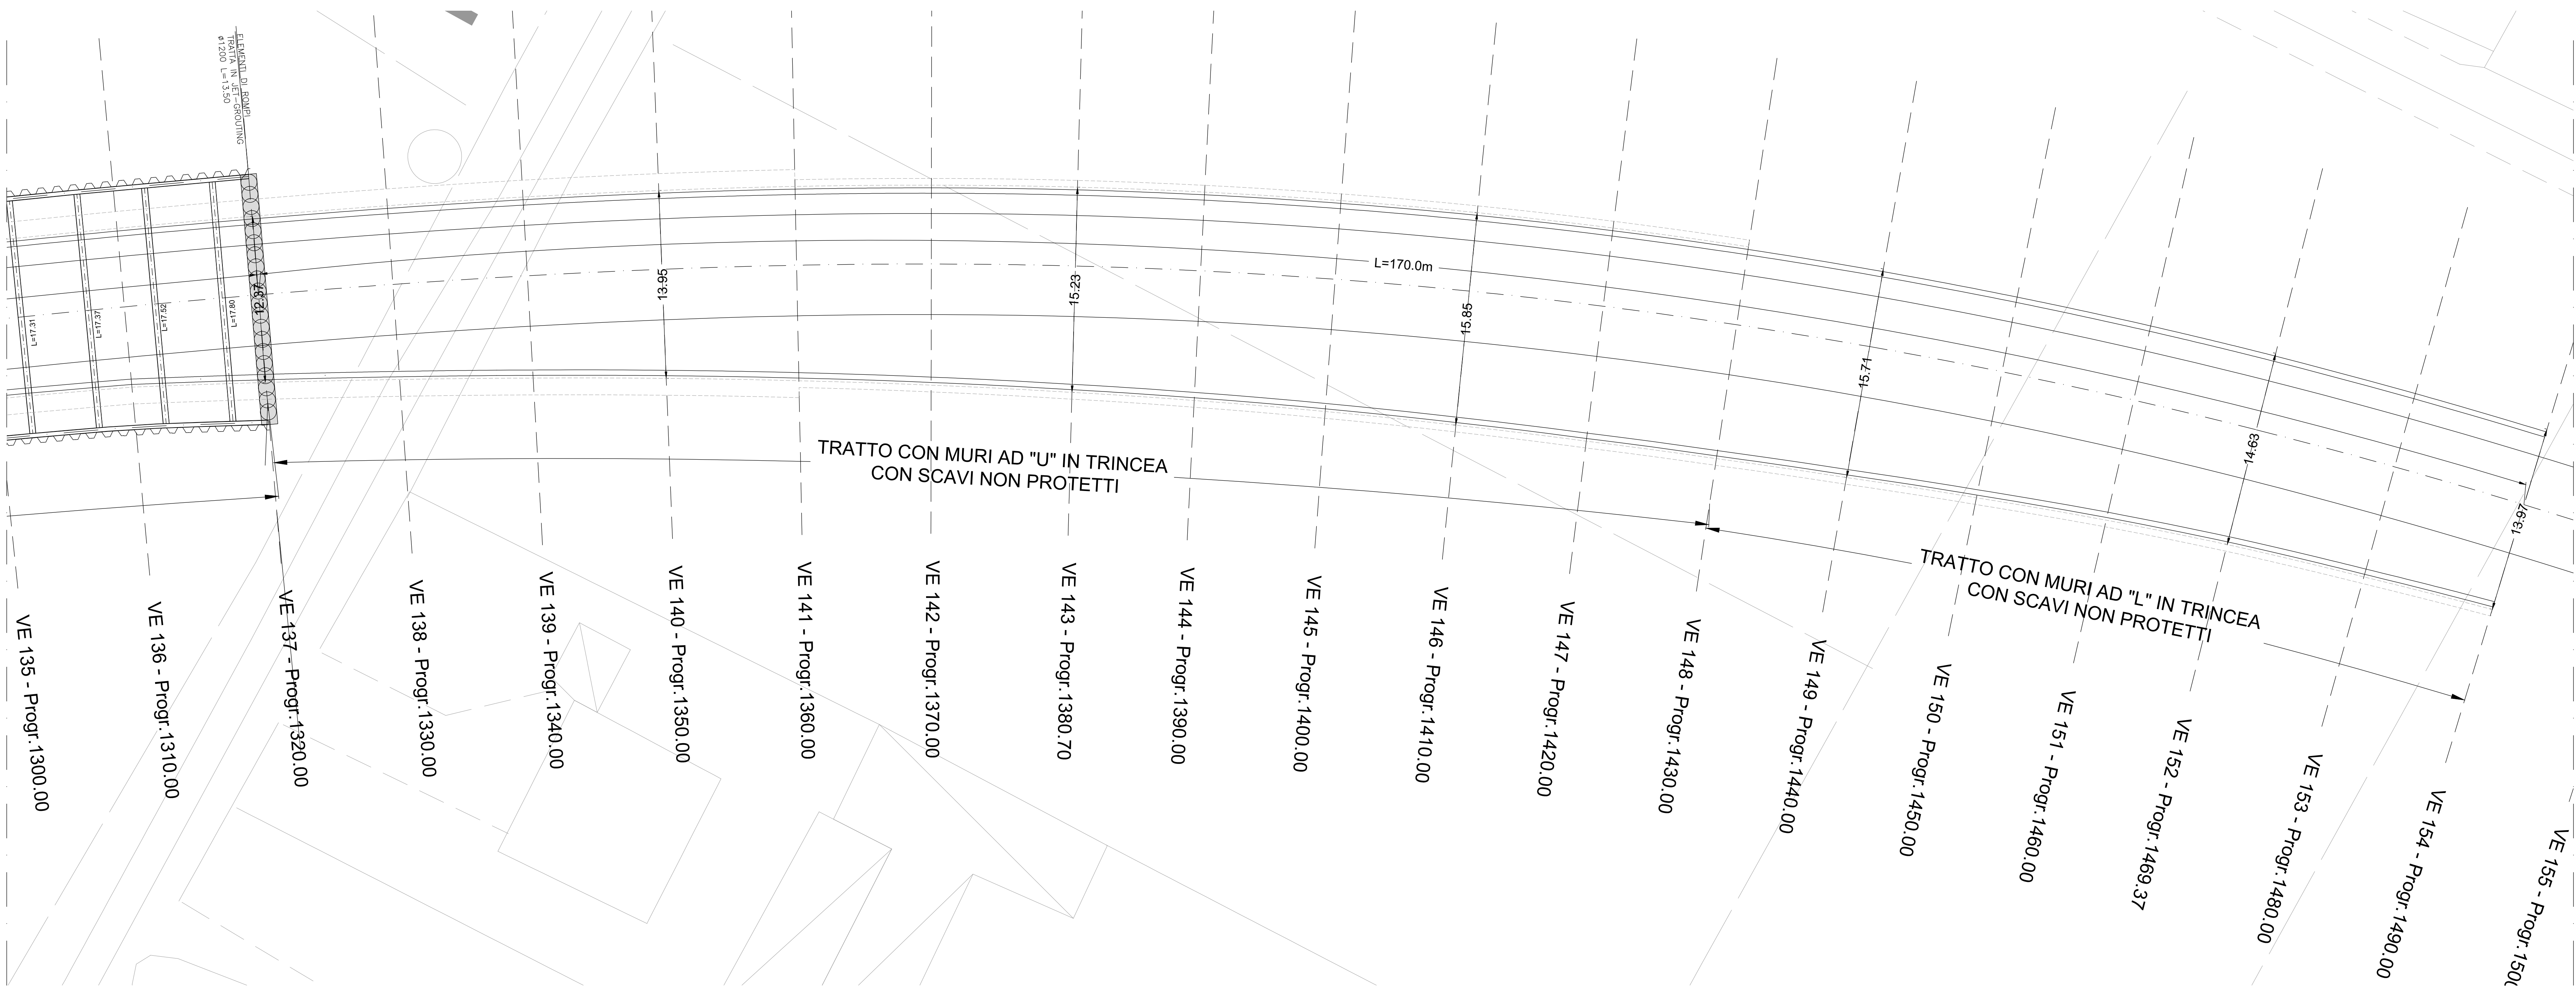 ELEMENTI DI ROMPI
TRATTA IN JET-GROUTING
ø1200 L=13.50
L=17.31
L=17.37
L=17.52
L=17.80
12.37
13.95
15.23
15.85
15.71
14.63
13.97
L=170.0m
TRATTO CON MURI AD "U" IN TRINCEA
CON SCAVI NON PROTETTI
TRATTO CON MURI AD "L" IN TRINCEA
CON SCAVI NON PROTETTI
VE 135 - Progr.1300.00
VE 136 - Progr.1310.00
VE 137 - Progr.1320.00
VE 138 - Progr.1330.00
VE 139 - Progr.1340.00
VE 140 - Progr.1350.00
VE 141 - Progr.1360.00
VE 142 - Progr.1370.00
VE 143 - Progr.1380.70
VE 144 - Progr.1390.00
VE 145 - Progr.1400.00
VE 146 - Progr.1410.00
VE 147 - Progr.1420.00
VE 148 - Progr.1430.00
VE 149 - Progr.1440.00
VE 150 - Progr.1450.00
VE 151 - Progr.1460.00
VE 152 - Progr.1469.37
VE 153 - Progr.1480.00
VE 154 - Progr.1490.00
VE 155 - Progr.150